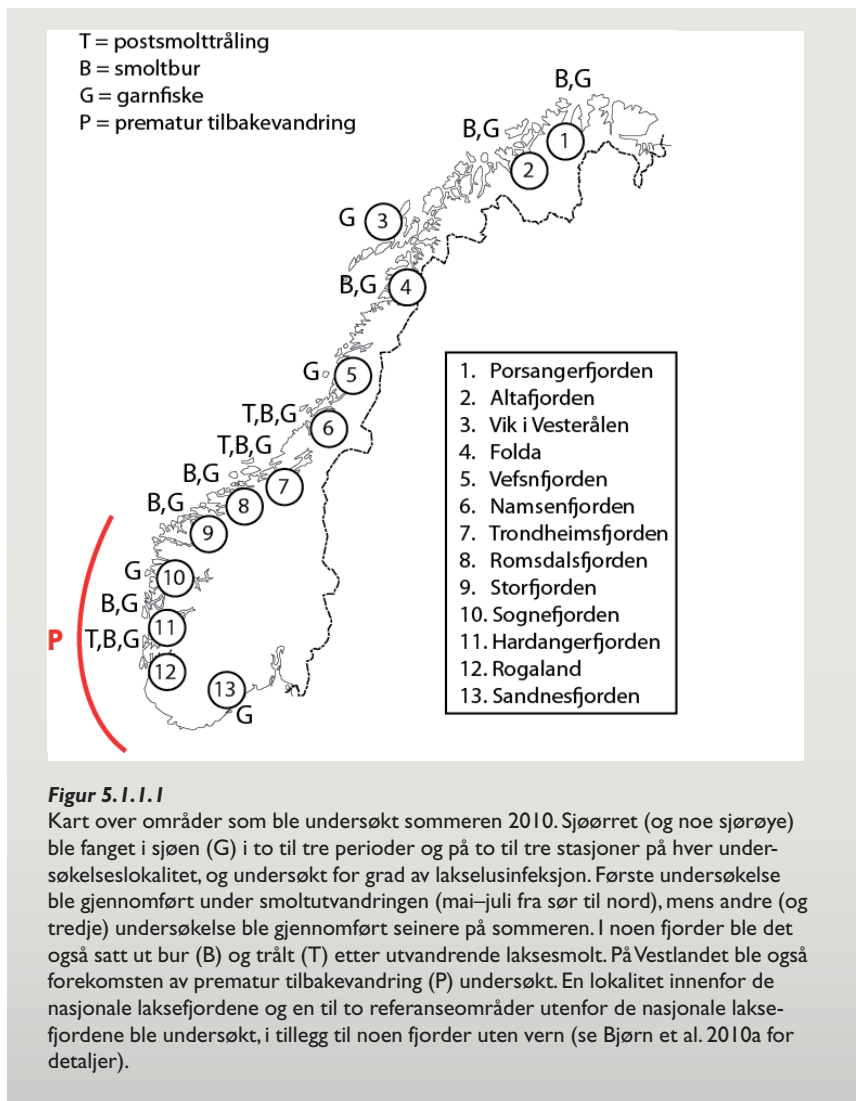 T = postsmolttråling
B = smoltbur
G = garnfiske
P = prematur tilbakevandring
B,G
B,G
1
2
G
3
B,G
4
G
5
T,B,G
6
T,B,G
7
B,G
8
B,G
9
G
10
B,G
11
P
T,B,G
12
13
G
1. Porsangerfjorden
2. Altafjorden
3. Vik i Vesterålen
4. Folda
5. Vefsnfjorden
6. Namsenfjorden
7. Trondheimsfjorden
8. Romsdalsfjorden
9. Storfjorden
10. Sognefjorden
11. Hardangerfjorden
12. Rogaland
13. Sandnesfjorden
Figur 5.1.1.1
Kart over områder som ble undersøkt sommeren 2010. Sjøørret (og noe sjørøye)
ble fanget i sjøen (G) i to til tre perioder og på to til tre stasjoner på hver under-
søkelseslokalitet, og undersøkt for grad av lakselusinfeksjon. Første undersøkelse
ble gjennomført under smoltutvandringen (mai–juli fra sør til nord), mens andre (og
tredje) undersøkelse ble gjennomført seinere på sommeren. I noen fjorder ble det
også satt ut bur (B) og trålt (T) etter utvandrende laksesmolt. På Vestlandet ble også
forekomsten av prematur tilbakevandring (P) undersøkt. En lokalitet innenfor de
nasjonale laksefjordene og en til to referanseområder utenfor de nasjonale lakse-
fjordene ble undersøkt, i tillegg til noen fjorder uten vern (se Bjørn et al. 2010a for
detaljer).